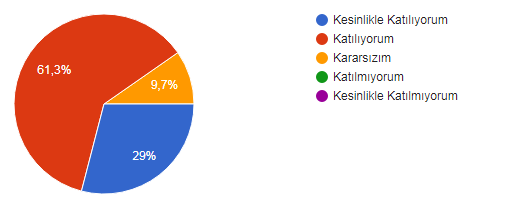 Kesinlikle Katılıyorum
Katılıyorum
Kararsızım
Katılmıyorum
Kesinlikle Katılmıyorum
61,3%
9,7%
29%